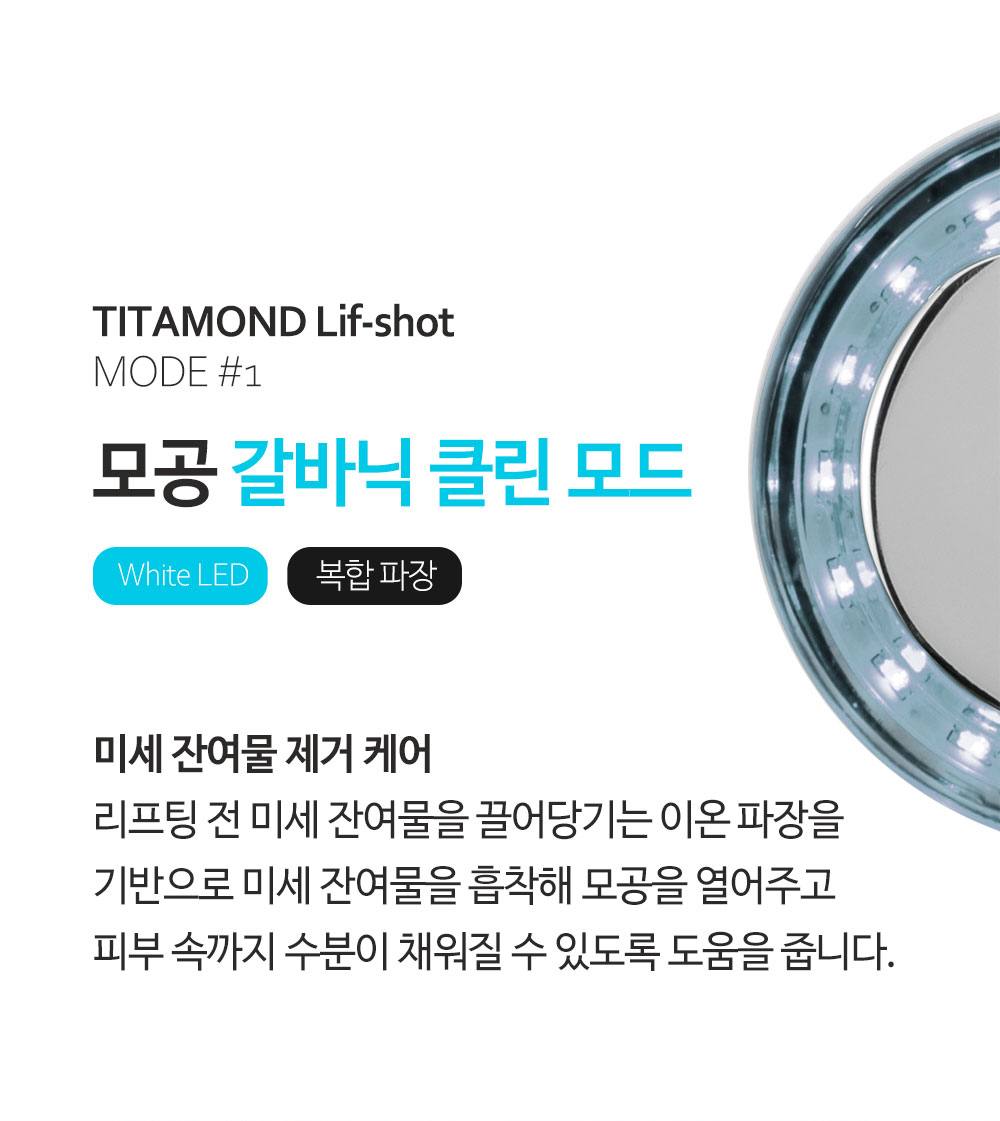 TITAMOND Lif-shot
MODE #1
모공 갈바닉 클린 모드
White LED 복합 파장
미세 잔여물 제거 케어
리프팅 전 미세 잔여물을 끌어당기는 이온 파장을
기반으로 미세 잔여물을 흡착해 모공을 열어주고
피부 속까지 수분이 채워질 수 있도록 도움을 줍니다.